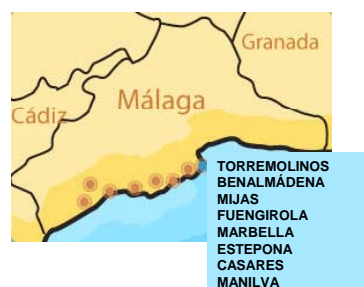 Granada
Málaga
Cádiz
TORREMOLINOS
BENALMÁDENA
MIJAS
FUENGIROLA
MARBELLA
ESTEPONA
CASARES
MANILVA